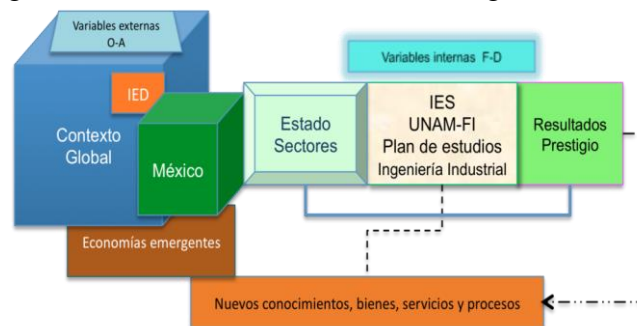 Variables externas
O-A
Variables internas F-D
IED
Contexto
Global
México
Estado
Sectores
IES
UNAM-FI
Plan de estudios
Ingeniería Industrial
Resultados
Prestigio
Economías emergentes
Nuevos conocimientos, bienes, servicios y procesos